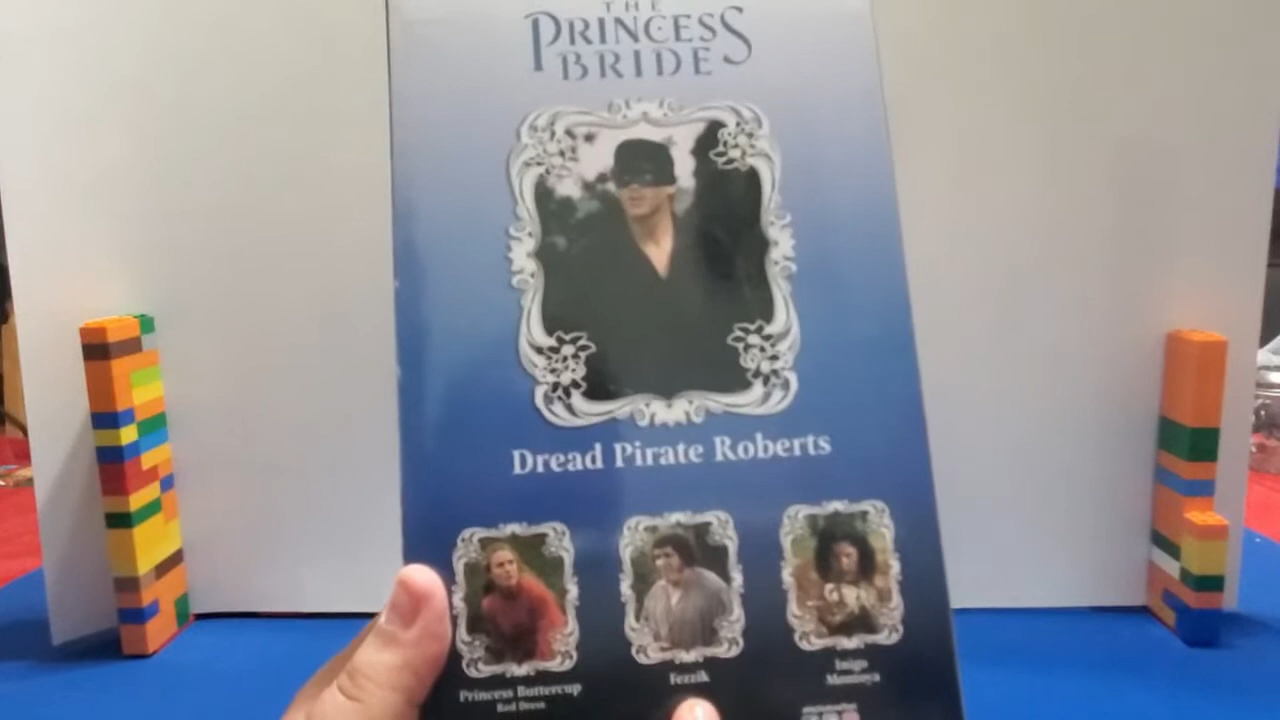 THE
PRINCESS
BRIDE
Dread Pirate Roberts
Princess Buttercup
Red Dress
Fezzik
Inigo
Montoya